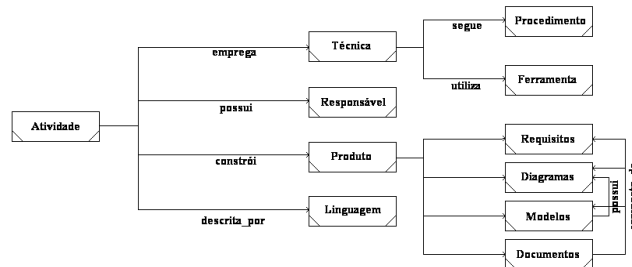 Procedimento
segue
emprega
Técnica
utiliza
Ferramenta
possui
Responsável
Atividade
constrói
Produto
Requisitos
Diagramas
possui
Modelos
descrita_por
Linguagem
Documentos